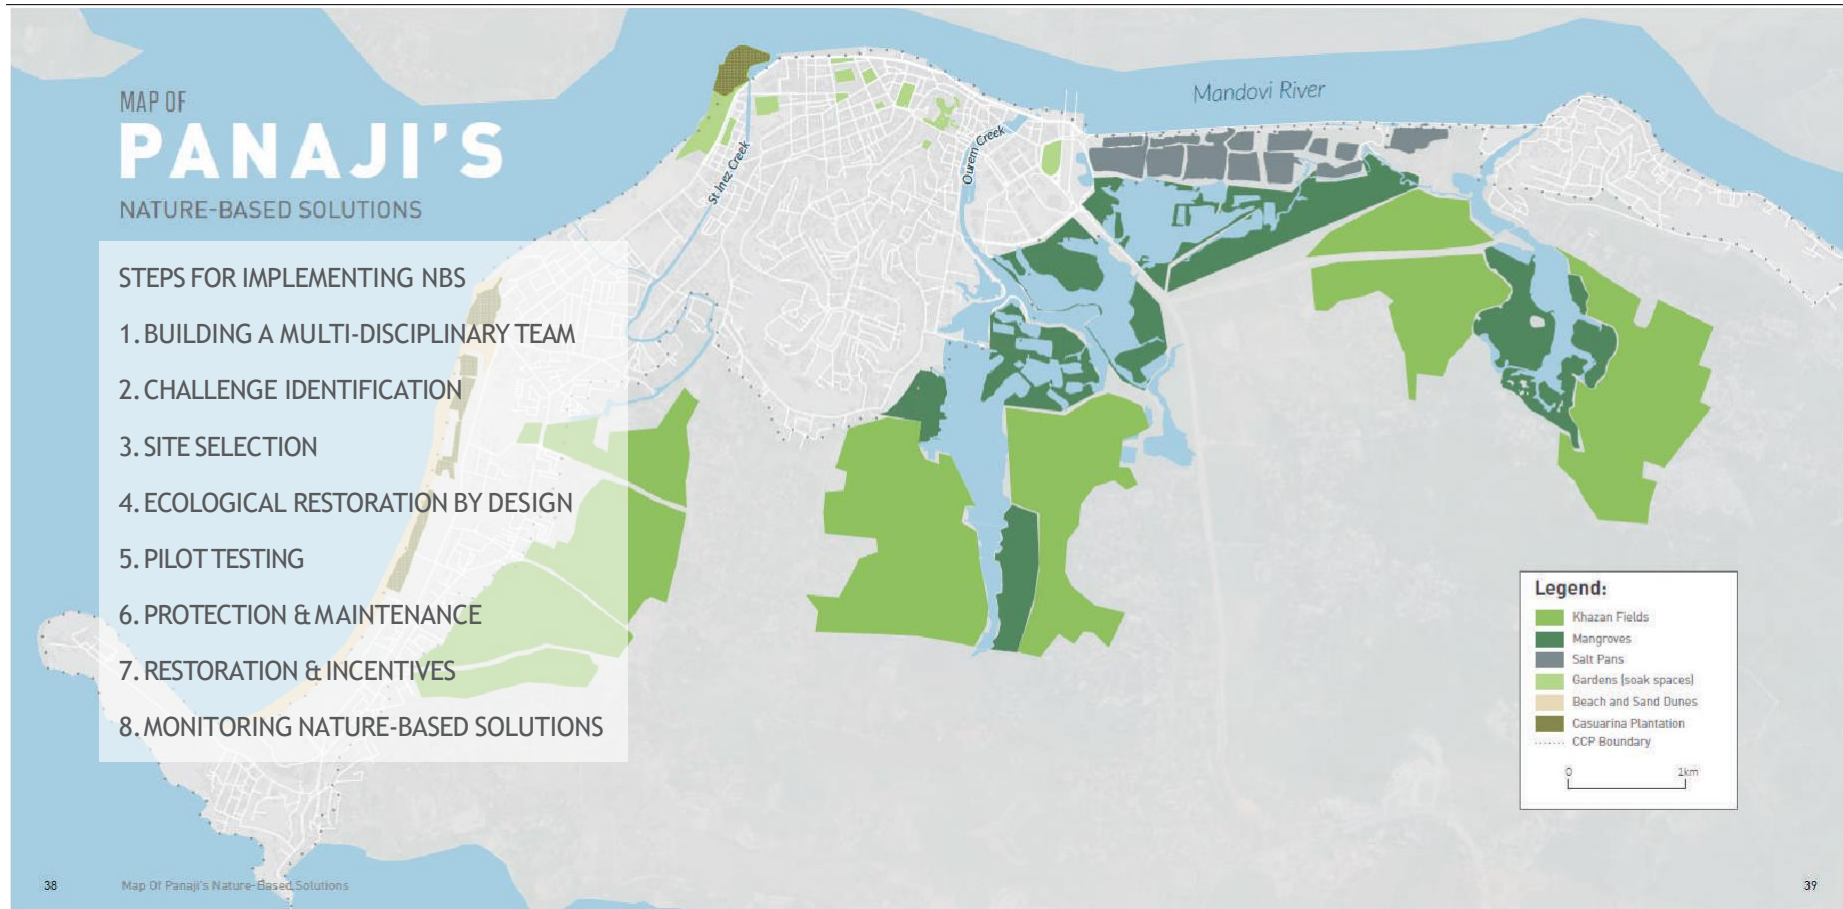 MAP OF
PANAJI'S
NATURE-BASED SOLUTIONS
STEPS FOR IMPLEMENTING NBS
1. BUILDING A MULTI-DISCIPLINARY TEAM
2. CHALLENGE IDENTIFICATION
3. SITE SELECTION
4. ECOLOGICAL RESTORATION BY DESIGN
5. PILOT TESTING
6. PROTECTION & MAINTENANCE
7. RESTORATION & INCENTIVES
8. MONITORING NATURE-BASED SOLUTIONS
St Inez Creek
Ourem Creek
Mandovi River
Legend:
Khazan Fields
Mangroves
Salt Pans
Gardens (soak spaces)
Beach and Sand Dunes
Casuarina Plantation
CCP Boundary
0 1km
38
Map Of Panaji's Nature-Based Solutions
39